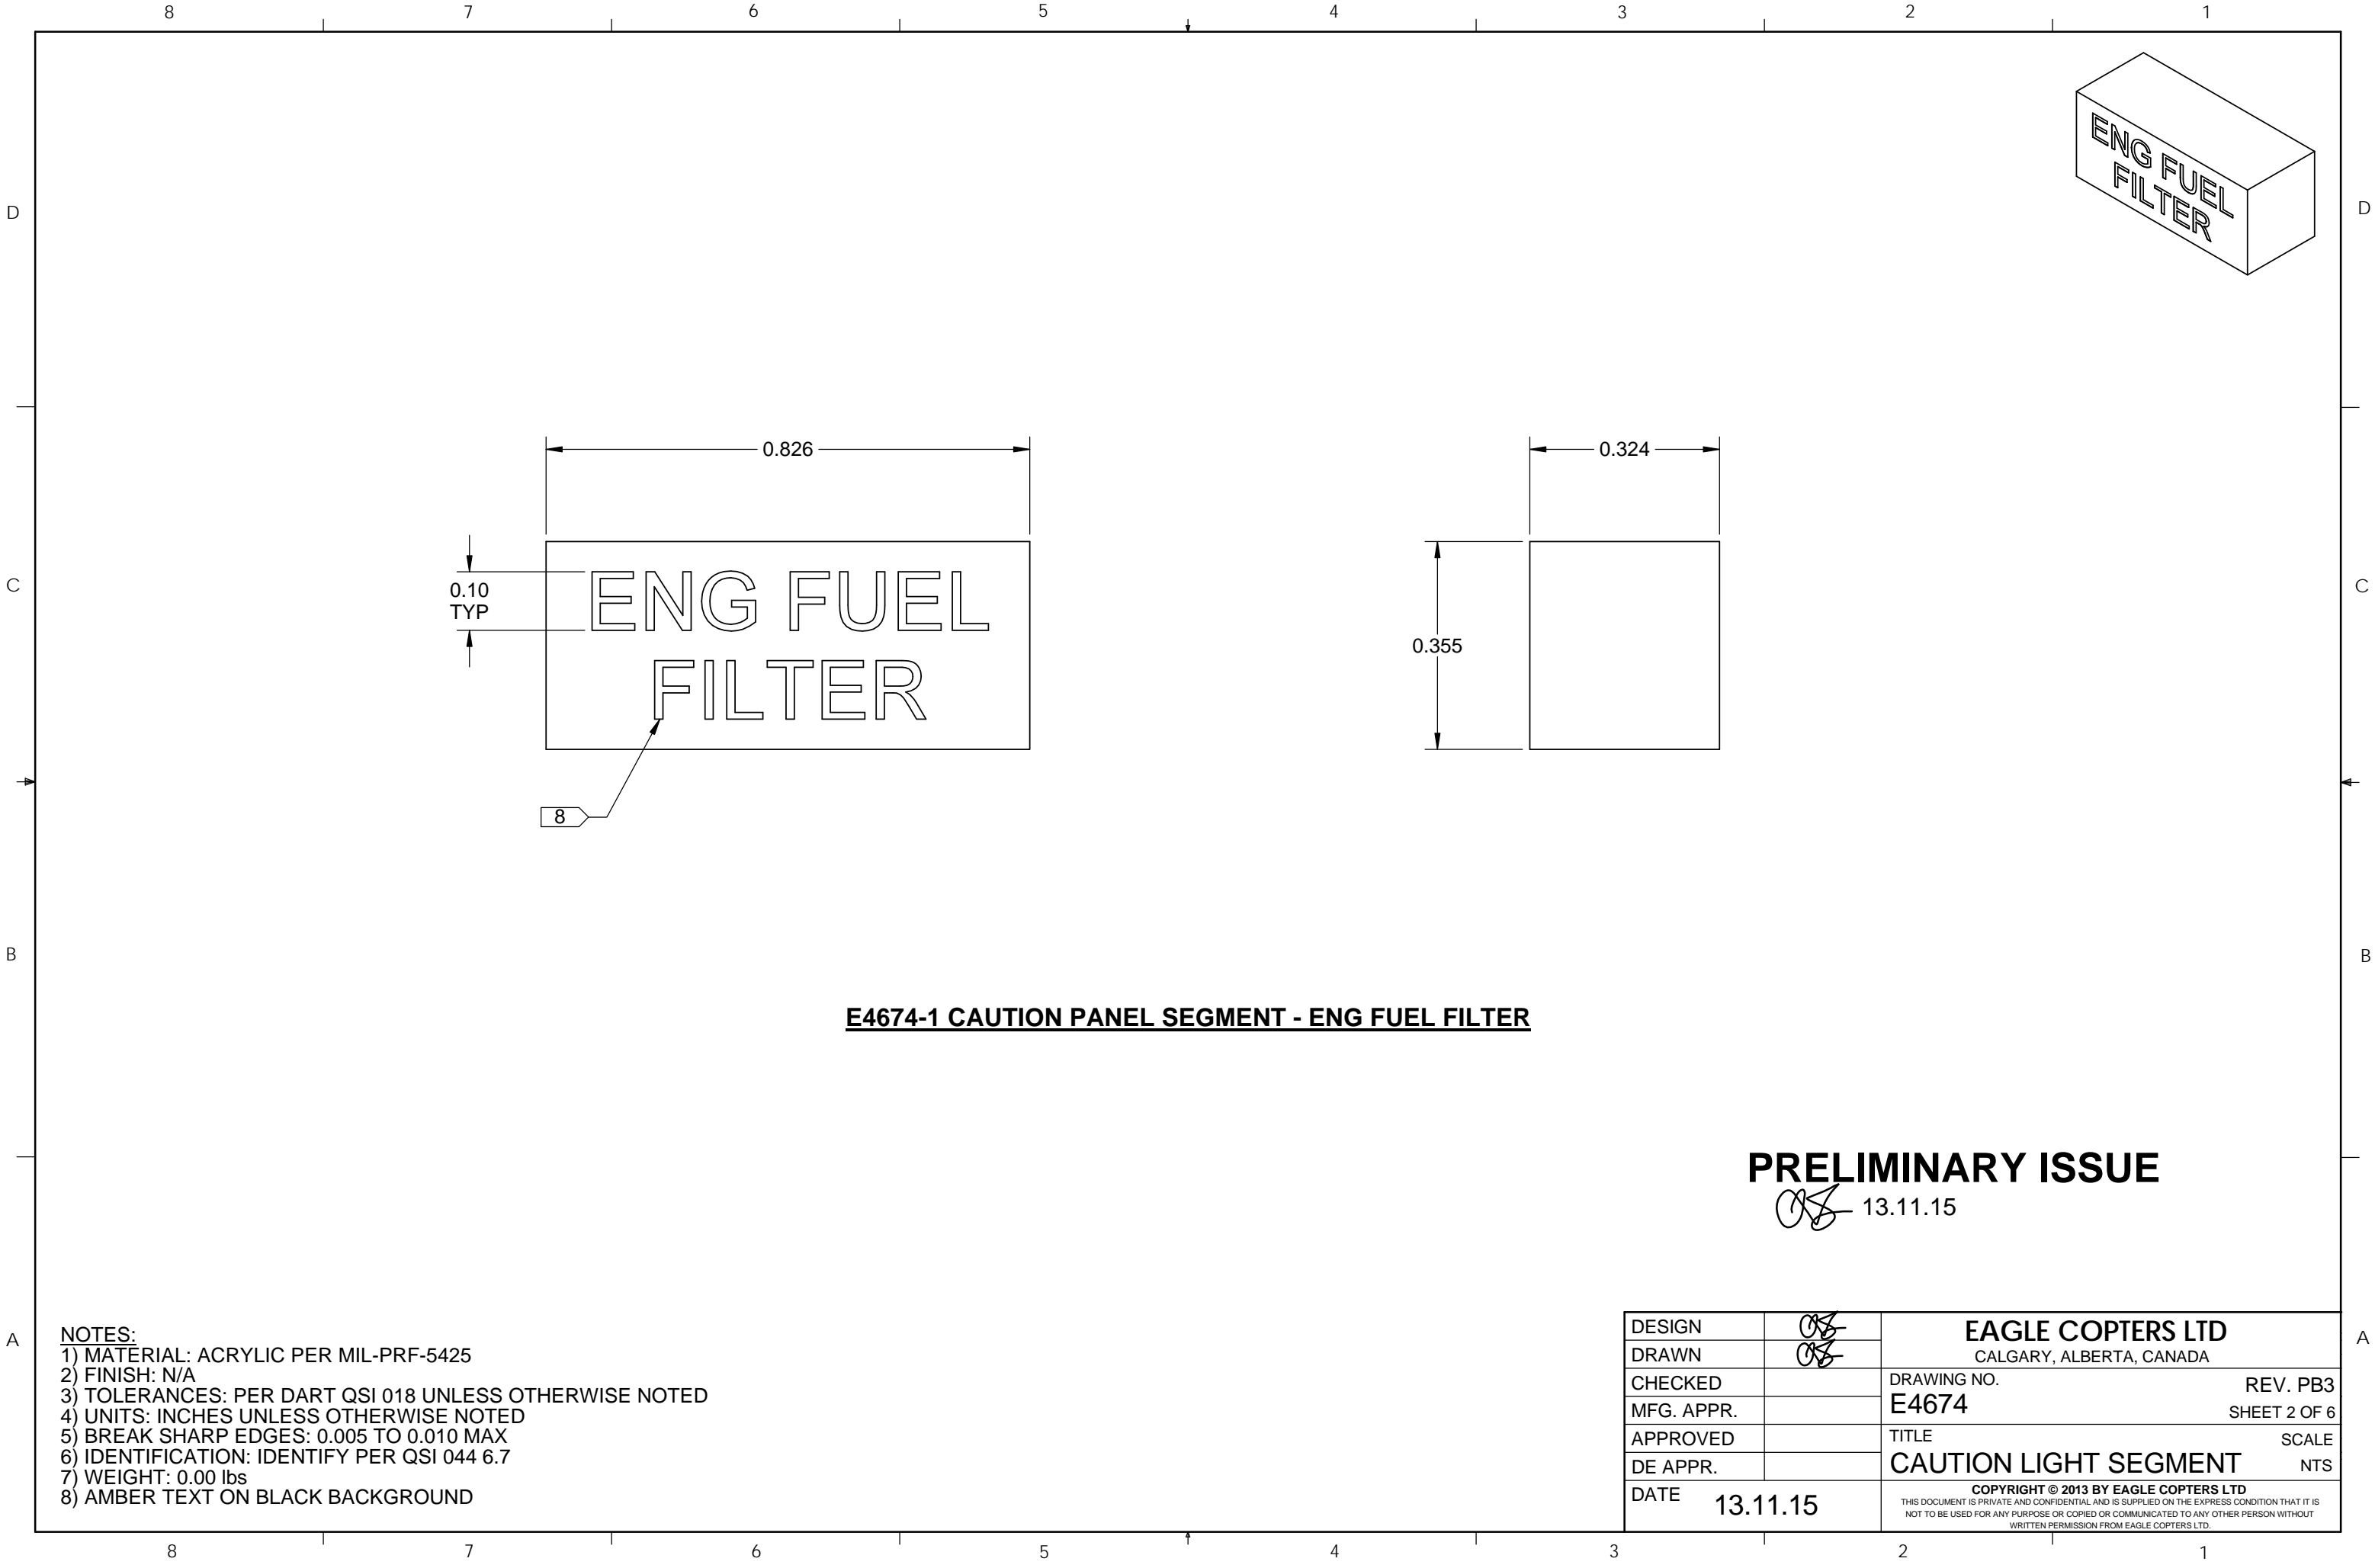 8 7 6 5 4 3 2 1
ENG FUEL
FILTER
D D
0.826
0.324
0.10
TYP
ENG FUEL
FILTER
0.355
C C
8
B B
E4674-1 CAUTION PANEL SEGMENT - ENG FUEL FILTER
PRELIMINARY ISSUE
13.11.15
A A
NOTES:
1) MATERIAL: ACRYLIC PER MIL-PRF-5425
2) FINISH: N/A
3) TOLERANCES: PER DART QSI 018 UNLESS OTHERWISE NOTED
4) UNITS: INCHES UNLESS OTHERWISE NOTED
5) BREAK SHARP EDGES: 0.005 TO 0.010 MAX
6) IDENTIFICATION: IDENTIFY PER QSI 044 6.7
7) WEIGHT: 0.00 lbs
8) AMBER TEXT ON BLACK BACKGROUND
DESIGN
DRAWN
CHECKED
MFG. APPR.
APPROVED
DE APPR.
DATE 13.11.15
EAGLE COPTERS LTD
CALGARY, ALBERTA, CANADA
DRAWING NO. REV. PB3
E4674 SHEET 2 OF 6
TITLE SCALE
CAUTION LIGHT SEGMENT NTS
COPYRIGHT © 2013 BY EAGLE COPTERS LTD
THIS DOCUMENT IS PRIVATE AND CONFIDENTIAL AND IS SUPPLIED ON THE EXPRESS CONDITION THAT IT IS
NOT TO BE USED FOR ANY PURPOSE OR COPIED OR COMMUNICATED TO ANY OTHER PERSON WITHOUT
WRITTEN PERMISSION FROM EAGLE COPTERS LTD.
8 7 6 5 4 3 2 1